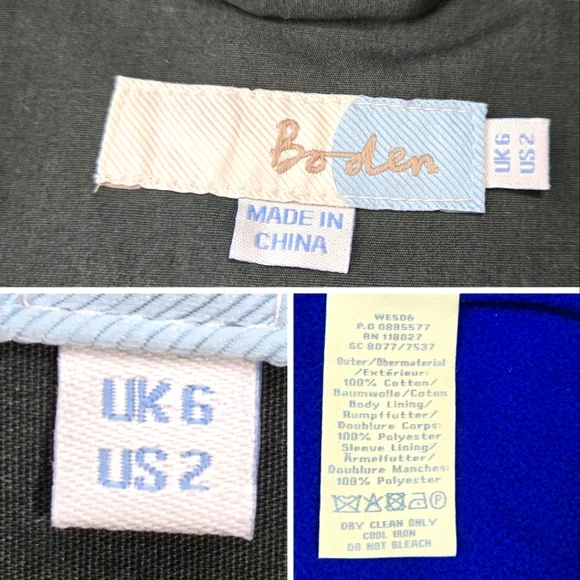 Boden
UK 6
US 2
MADE IN
CHINA
UK 6
US 2
WE506
P.O 0885577
RN 118027
SC 8077/7537
Outer/Obermaterial
/Extérieur:
100% Cotton/
Baumwolle/Coton
Body Lining/
Rumpffutter/
Doublure Corps:
100% Polyester
Sleeve Lining/
Ärmelfutter/
Doublure Manches:
100% Polyester
P
DRY CLEAN ONLY
COOL IRON
DO NOT BLEACH